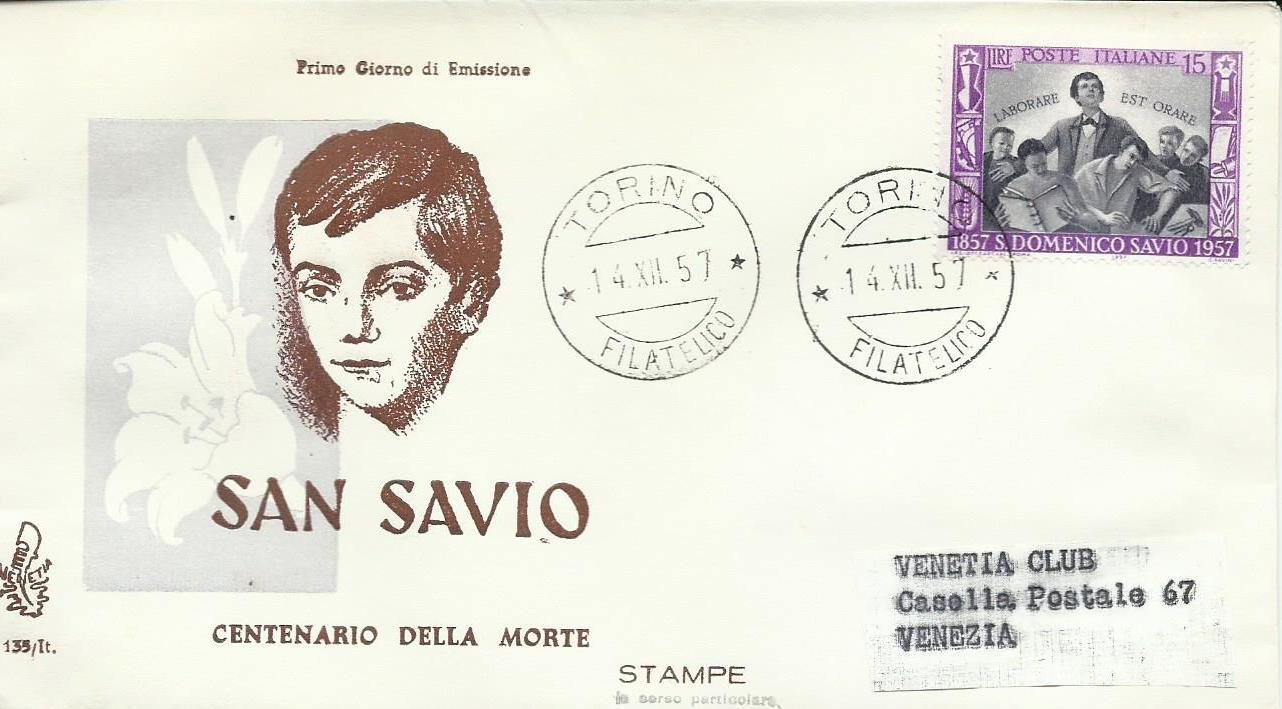 Primo Giorno di Emissione
LIRE POSTE ITALIANE 15
LABORARE EST ORARE
1857 S. DOMENICO SAVIO 1957
1957
TORINO
14.XII.57
FILATELICO
TORINO
14.XII.57
FILATELICO
SAN SAVIO
CENTENARIO DELLA MORTE
135/It.
VENETIA CLUB
Casella Postale 67
VENEZIA
STAMPE
particolare